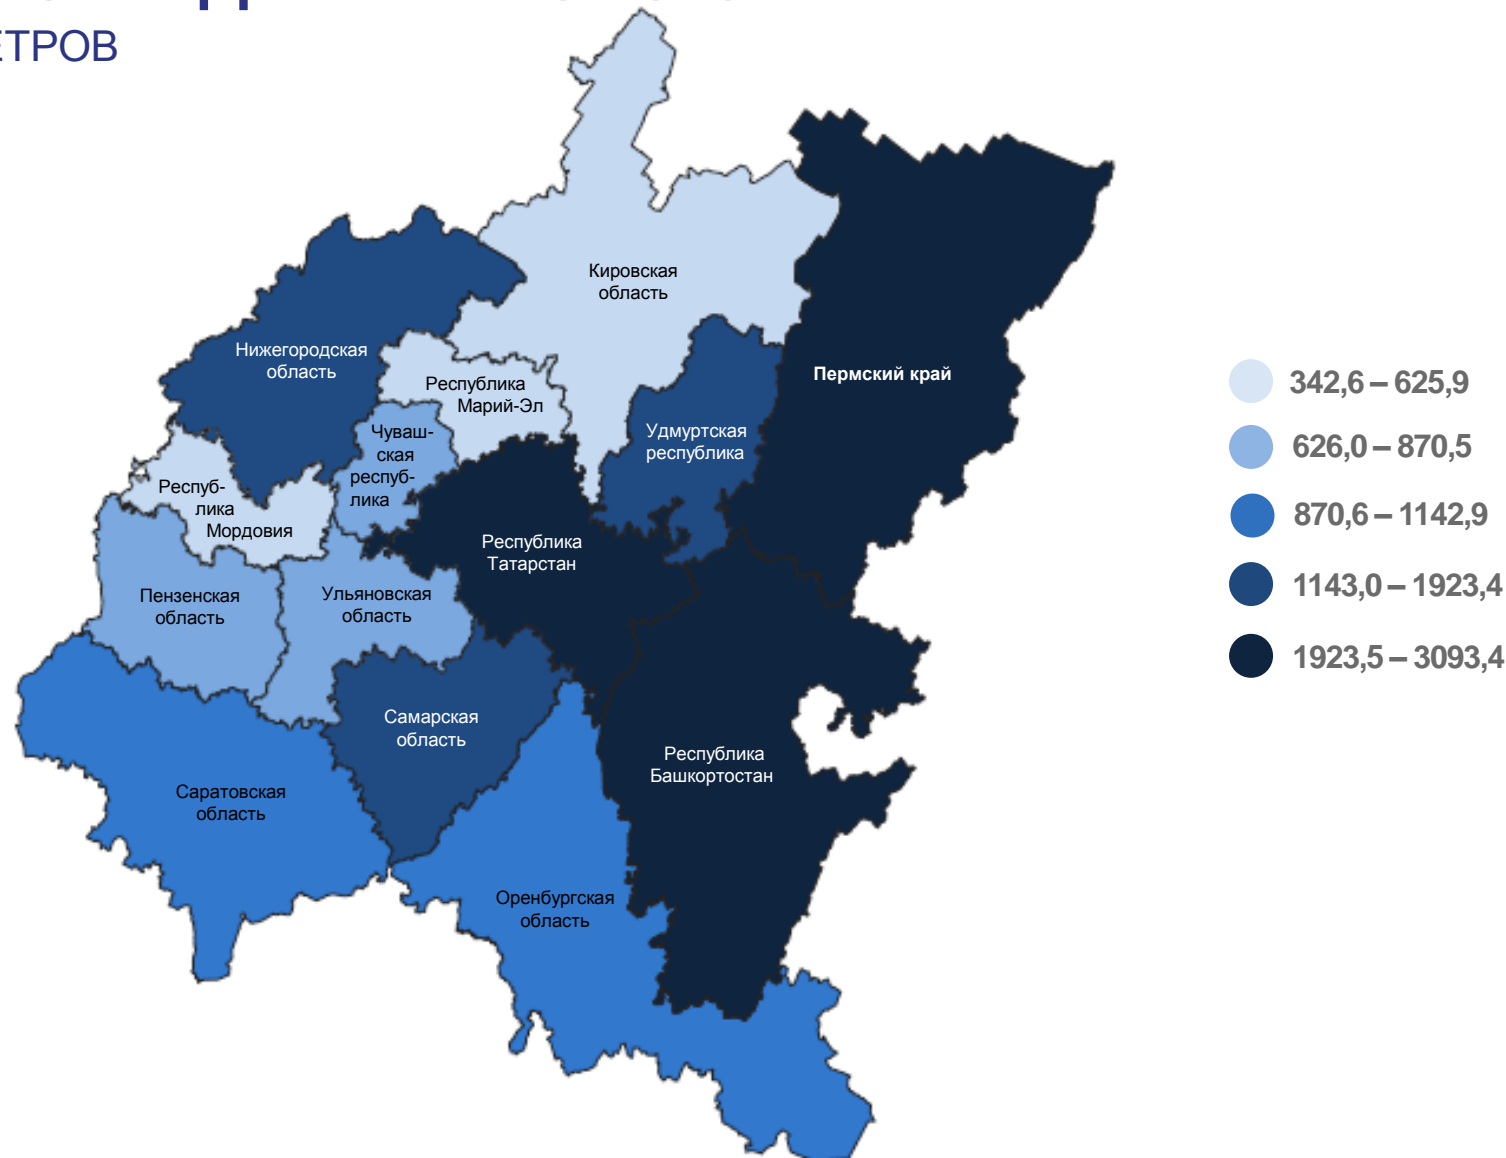 ЕТРОВ
Кировская
область
Нижегородская
область
Пермский край
Республика
Марий-Эл
Удмуртская
республика
Чуваш-
ская
респуб-
лика
Респуб-
лика
Мордовия
Республика
Татарстан
Пензенская
область
Ульяновская
область
Самарская
область
Республика
Башкортостан
Саратовская
область
Оренбургская
область
342,6 – 625,9
626,0 – 870,5
870,6 – 1142,9
1143,0 – 1923,4
1923,5 – 3093,4